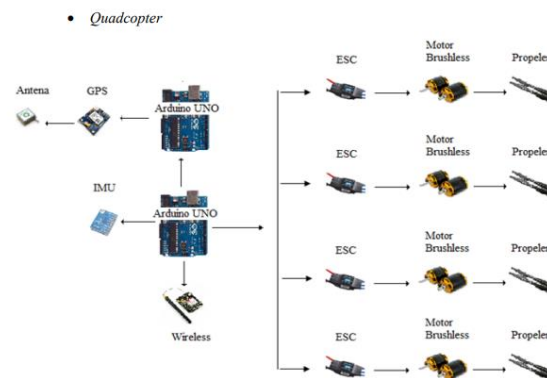 • Quadcopter
Antena
GPS
Arduino UNO
IMU
Arduino UNO
Wireless
ESC
Motor
Brushless
Propeler
ESC
Motor
Brushless
Propeler
ESC
Motor
Brushless
Propeler
ESC
Motor
Brushless
Propeler